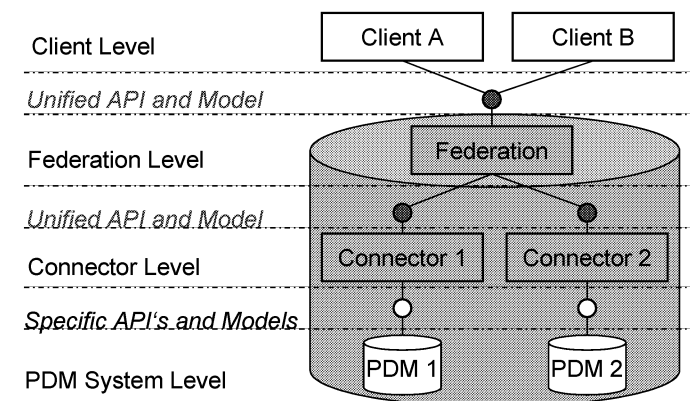 Client Level
Client A
Client B
Unified API and Model
Federation Level
Federation
Unified API and Model
Connector Level
Connector 1
Connector 2
Specific API‘s and Models
PDM System Level
PDM 1
PDM 2